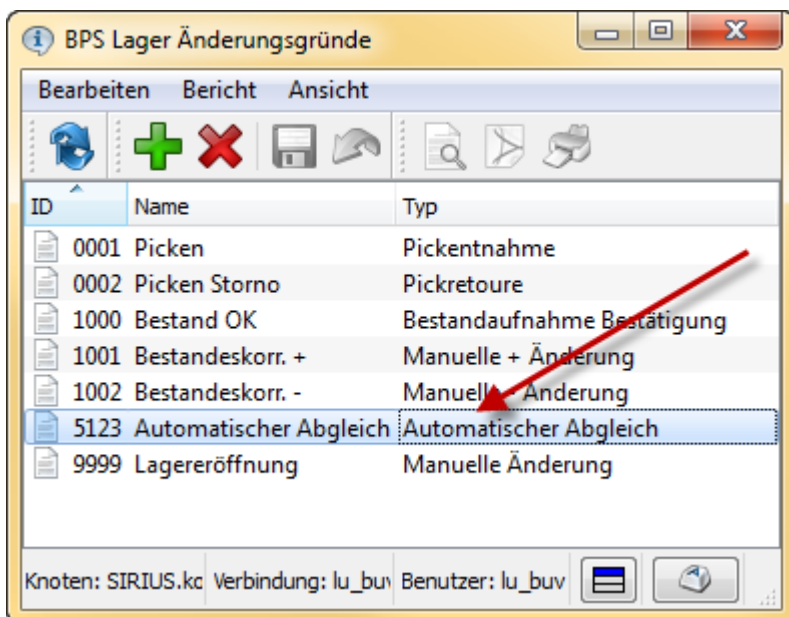 BPS Lager Änderungsgründe
Bearbeiten Bericht Ansicht
ID Name Typ
0001 Picken Pickentnahme
0002 Picken Storno Pickretoure
1000 Bestand OK Bestandaufnahme Bestätigung
1001 Bestandeskorr. + Manuelle + Änderung
1002 Bestandeskorr. - Manuelle - Änderung
5123 Automatischer Abgleich Automatischer Abgleich
9999 Lagereröffnung Manuelle Änderung
Knoten: SIRIUS.kc Verbindung: lu_buv Benutzer: lu_buv